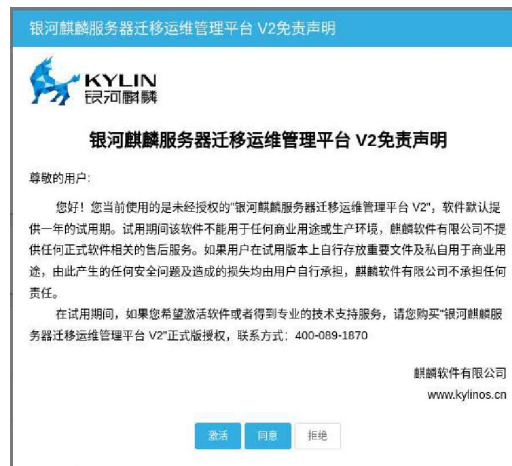 银河麒麟服务器迁移运维管理平台 V2免责声明
KYLIN
银河麒麟
银河麒麟服务器迁移运维管理平台 V2免责声明
尊敬的用户:
您好！您当前使用的是未经授权的"银河麒麟服务器迁移运维管理平台 V2"，软件默认提
供一年的试用期。试用期间该软件不能用于任何商业用途或生产环境，麒麟软件有限公司不提
供任何正式软件相关的售后服务。如果用户在试用版本上自行存放重要文件及私自用于商业用
途，由此产生的任何安全问题及造成的损失均由用户自行承担，麒麟软件有限公司不承担任何
责任。
在试用期间，如果您希望激活软件或者得到专业的技术支持服务，请您购买"银河麒麟服
务器迁移运维管理平台 V2"正式版授权，联系方式：400-089-1870
麒麟软件有限公司
www.kylinos.cn
激活 同意 拒绝